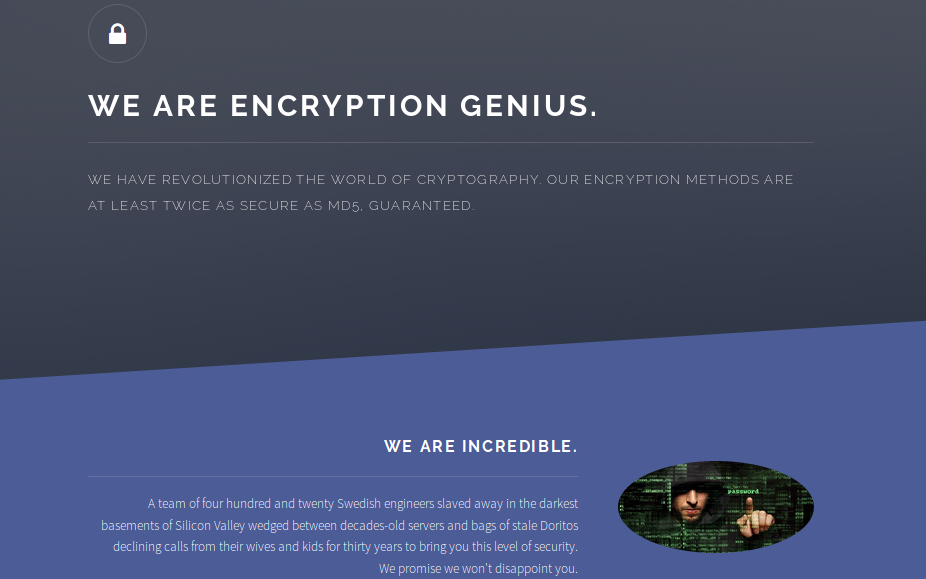 WE ARE ENCRYPTION GENIUS.
WE HAVE REVOLUTIONIZED THE WORLD OF CRYPTOGRAPHY. OUR ENCRYPTION METHODS ARE
AT LEAST TWICE AS SECURE AS MD5, GUARANTEED.
WE ARE INCREDIBLE.
A team of four hundred and twenty Swedish engineers slaved away in the darkest
basements of Silicon Valley wedged between decades-old servers and bags of stale Doritos
declining calls from their wives and kids for thirty years to bring you this level of security.
We promise we won't disappoint you.
password